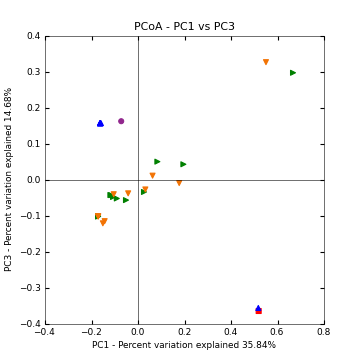 PCoA - PC1 vs PC3
0.4
0.3
0.2
0.1
0.0
−0.1
−0.2
−0.3
−0.4
PC3 - Percent variation explained 14.68%
−0.4 −0.2 0.0 0.2 0.4 0.6 0.8
PC1 - Percent variation explained 35.84%